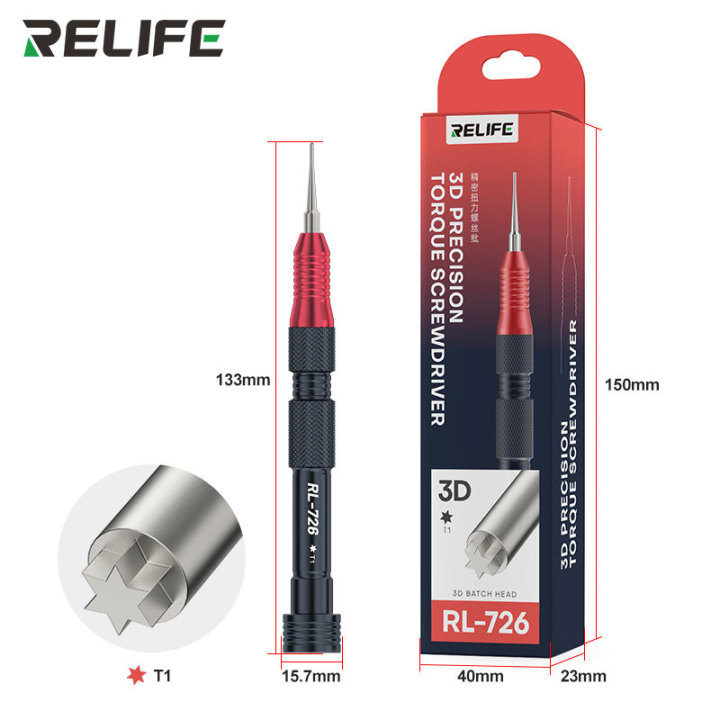 RELIFE
RELIFE
3D PRECISION
TORQUE SCREWDRIVER
精密扭力螺丝批
3D PRECISION
TORQUE SCREWDRIVER
133mm
150mm
RL-726 T1
3D
T1
3D BATCH HEAD
RL-726
T1
15.7mm
40mm
23mm